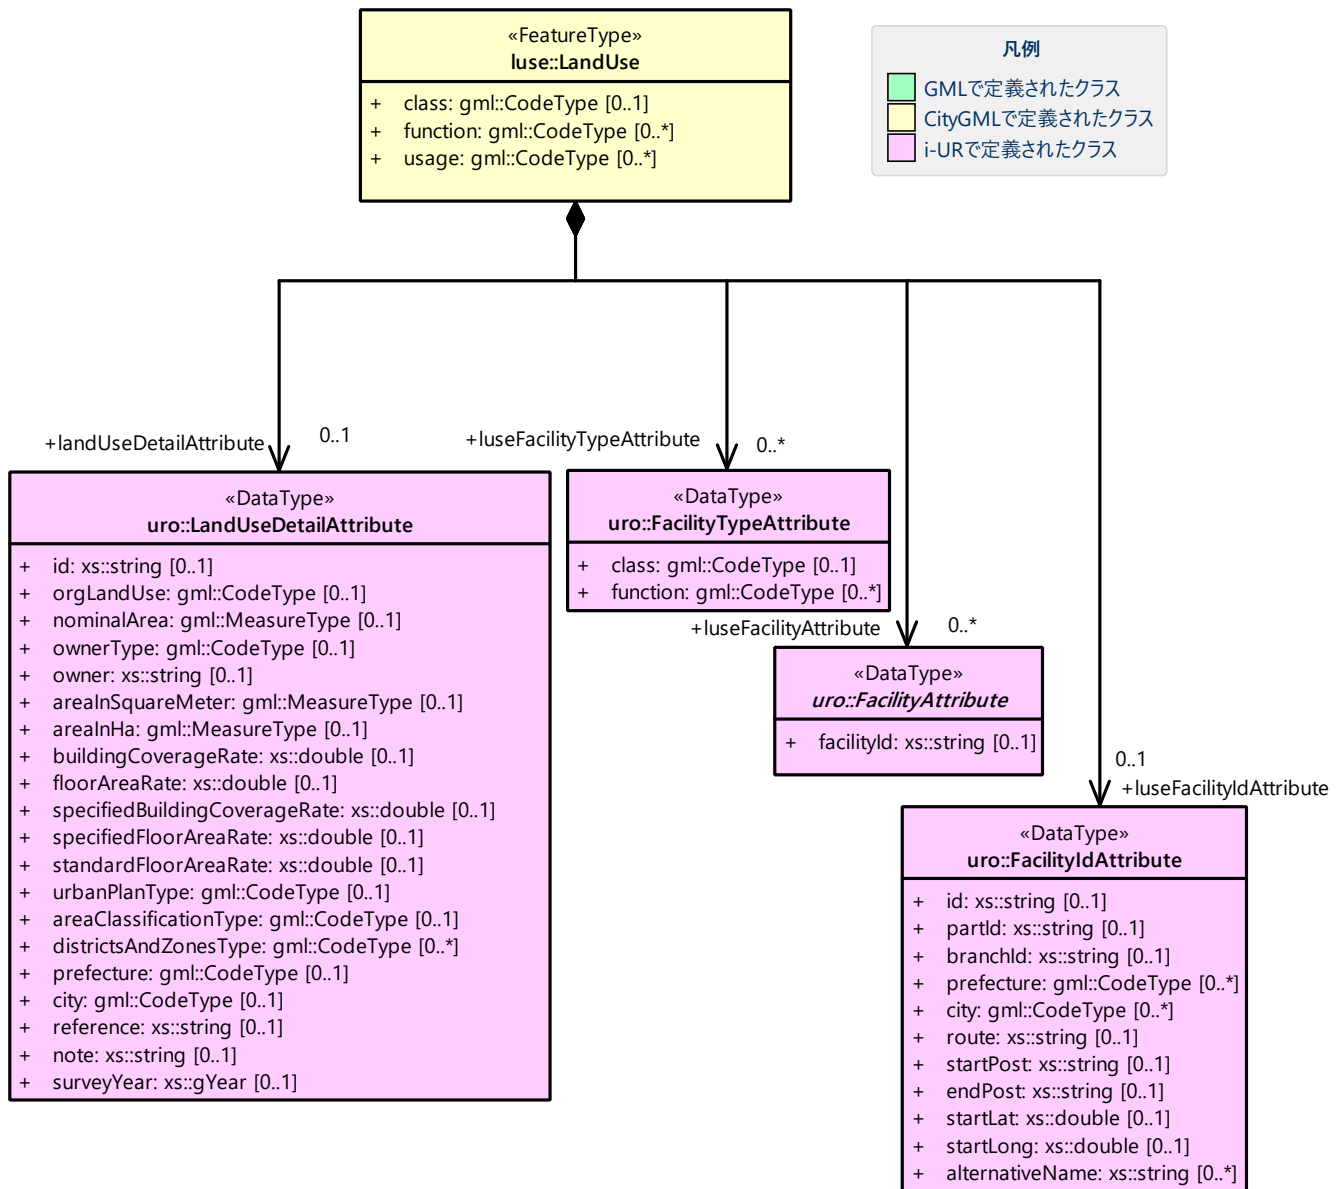 «FeatureType»
luse::LandUse
+ class: gml::CodeType [0..1]
+ function: gml::CodeType [0..*]
+ usage: gml::CodeType [0..*]
凡例
GMLで定義されたクラス
CityGMLで定義されたクラス
i-URで定義されたクラス
+landUseDetailAttribute
0..1
«DataType»
uro::LandUseDetailAttribute
+ id: xs::string [0..1]
+ orgLandUse: gml::CodeType [0..1]
+ nominalArea: gml::MeasureType [0..1]
+ ownerType: gml::CodeType [0..1]
+ owner: xs::string [0..1]
+ areaInSquareMeter: gml::MeasureType [0..1]
+ areaInHa: gml::MeasureType [0..1]
+ buildingCoverageRate: xs::double [0..1]
+ floorAreaRate: xs::double [0..1]
+ specifiedBuildingCoverageRate: xs::double [0..1]
+ specifiedFloorAreaRate: xs::double [0..1]
+ standardFloorAreaRate: xs::double [0..1]
+ urbanPlanType: gml::CodeType [0..1]
+ areaClassificationType: gml::CodeType [0..1]
+ districtsAndZonesType: gml::CodeType [0..*]
+ prefecture: gml::CodeType [0..1]
+ city: gml::CodeType [0..1]
+ reference: xs::string [0..1]
+ note: xs::string [0..1]
+ surveyYear: xs::gYear [0..1]
+luseFacilityTypeAttribute
0..*
«DataType»
uro::FacilityTypeAttribute
+ class: gml::CodeType [0..1]
+ function: gml::CodeType [0..*]
+luseFacilityAttribute
0..*
«DataType»
uro::FacilityAttribute
+ facilityId: xs::string [0..1]
0..1
+luseFacilityIdAttribute
«DataType»
uro::FacilityIdAttribute
+ id: xs::string [0..1]
+ partId: xs::string [0..1]
+ branchId: xs::string [0..1]
+ prefecture: gml::CodeType [0..*]
+ city: gml::CodeType [0..*]
+ route: xs::string [0..1]
+ startPost: xs::string [0..1]
+ endPost: xs::string [0..1]
+ startLat: xs::double [0..1]
+ startLong: xs::double [0..1]
+ alternativeName: xs::string [0..*]